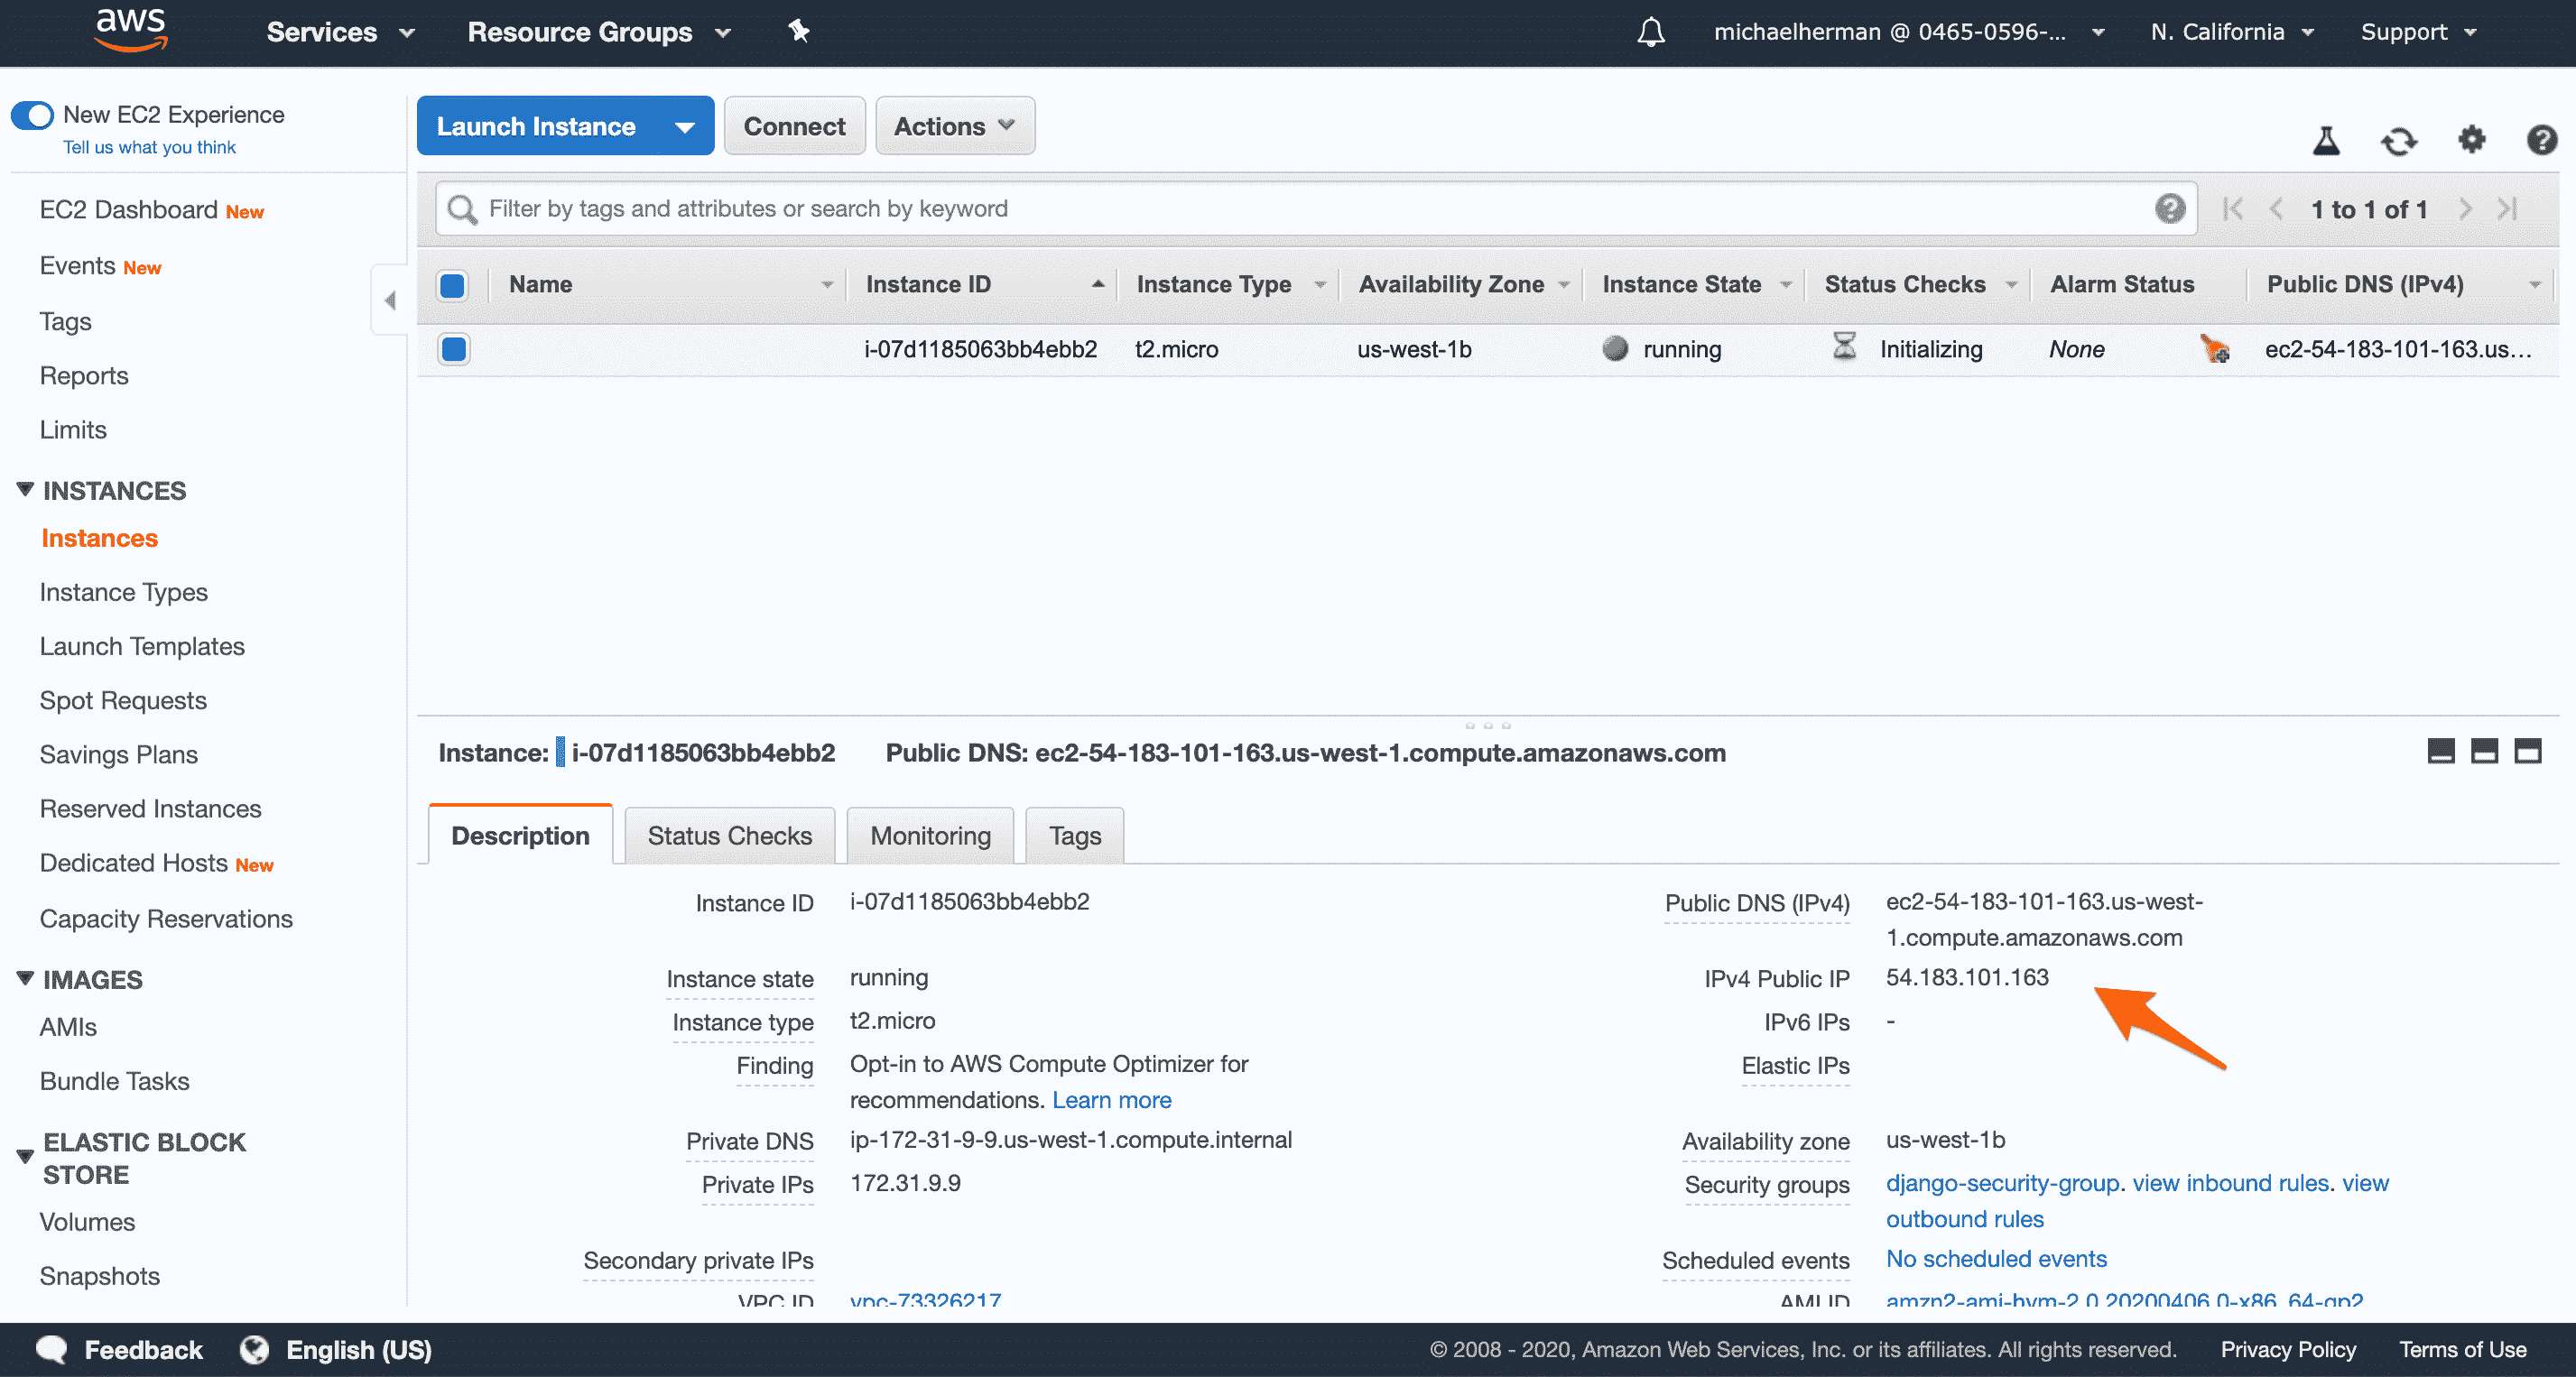 aws Services Resource Groups michaelherman @ 0465-0596-... N. California Support
New EC2 Experience
Tell us what you think
EC2 Dashboard New
Events New
Tags
Reports
Limits
INSTANCES
Instances
Instance Types
Launch Templates
Spot Requests
Savings Plans
Reserved Instances
Dedicated Hosts New
Capacity Reservations
IMAGES
AMIs
Bundle Tasks
ELASTIC BLOCK
STORE
Volumes
Snapshots
Launch Instance Connect Actions
Filter by tags and attributes or search by keyword 1 to 1 of 1
Name Instance ID Instance Type Availability Zone Instance State Status Checks Alarm Status Public DNS (IPv4)
i-07d1185063bb4ebb2 t2.micro us-west-1b running Initializing None ec2-54-183-101-163.us...
Instance: i-07d1185063bb4ebb2 Public DNS: ec2-54-183-101-163.us-west-1.compute.amazonaws.com
Description Status Checks Monitoring Tags
Instance ID i-07d1185063bb4ebb2
Instance state running
Instance type t2.micro
Finding Opt-in to AWS Compute Optimizer for
recommendations. Learn more
Private DNS ip-172-31-9-9.us-west-1.compute.internal
Private IPs 172.31.9.9
Secondary private IPs
VPC ID vpc-73326217
Public DNS (IPv4) ec2-54-183-101-163.us-west-
1.compute.amazonaws.com
IPv4 Public IP 54.183.101.163
IPv6 IPs -
Elastic IPs
Availability zone us-west-1b
Security groups django-security-group. view inbound rules. view
outbound rules
Scheduled events No scheduled events
AMI ID amzn2-ami-hvm-2.0.20200406.0-x86_64-gp2
Feedback English (US) © 2008 - 2020, Amazon Web Services, Inc. or its affiliates. All rights reserved. Privacy Policy Terms of Use